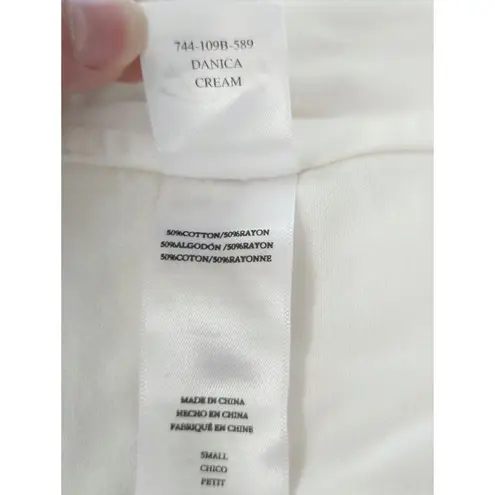 744-109B-589
DANICA
CREAM
50%COTTON/50%RAYON
50%ALGODÓN /50%RAYON
50%COTON/50%RAYONNE
MADE IN CHINA
HECHO EN CHINA
FABRIQUÉ EN CHINE
SMALL
CHICO
PETIT